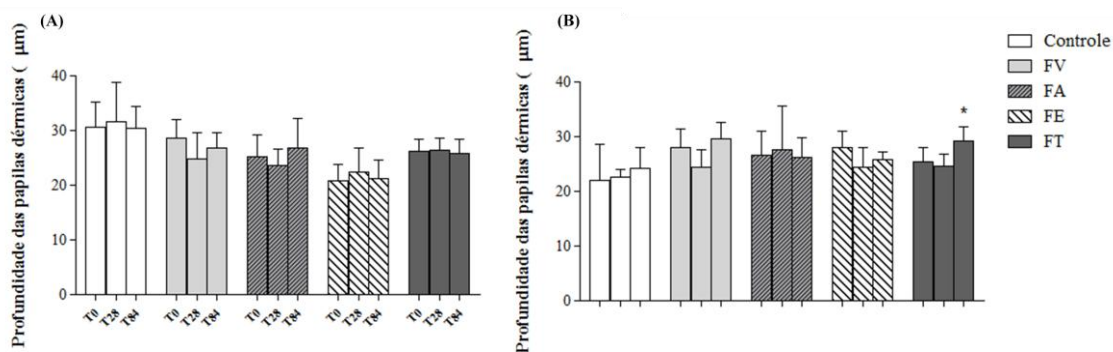 (A)
Profundidade das papilas dérmicas ( μm)
40
30
20
10
0
T0 T28 T84 T0 T28 T84 T0 T28 T84 T0 T28 T84 T0 T28 T84
(B)
Profundidade das papilas dérmicas ( μm)
40
30
20
10
0
*
Controle
FV
FA
FE
FT